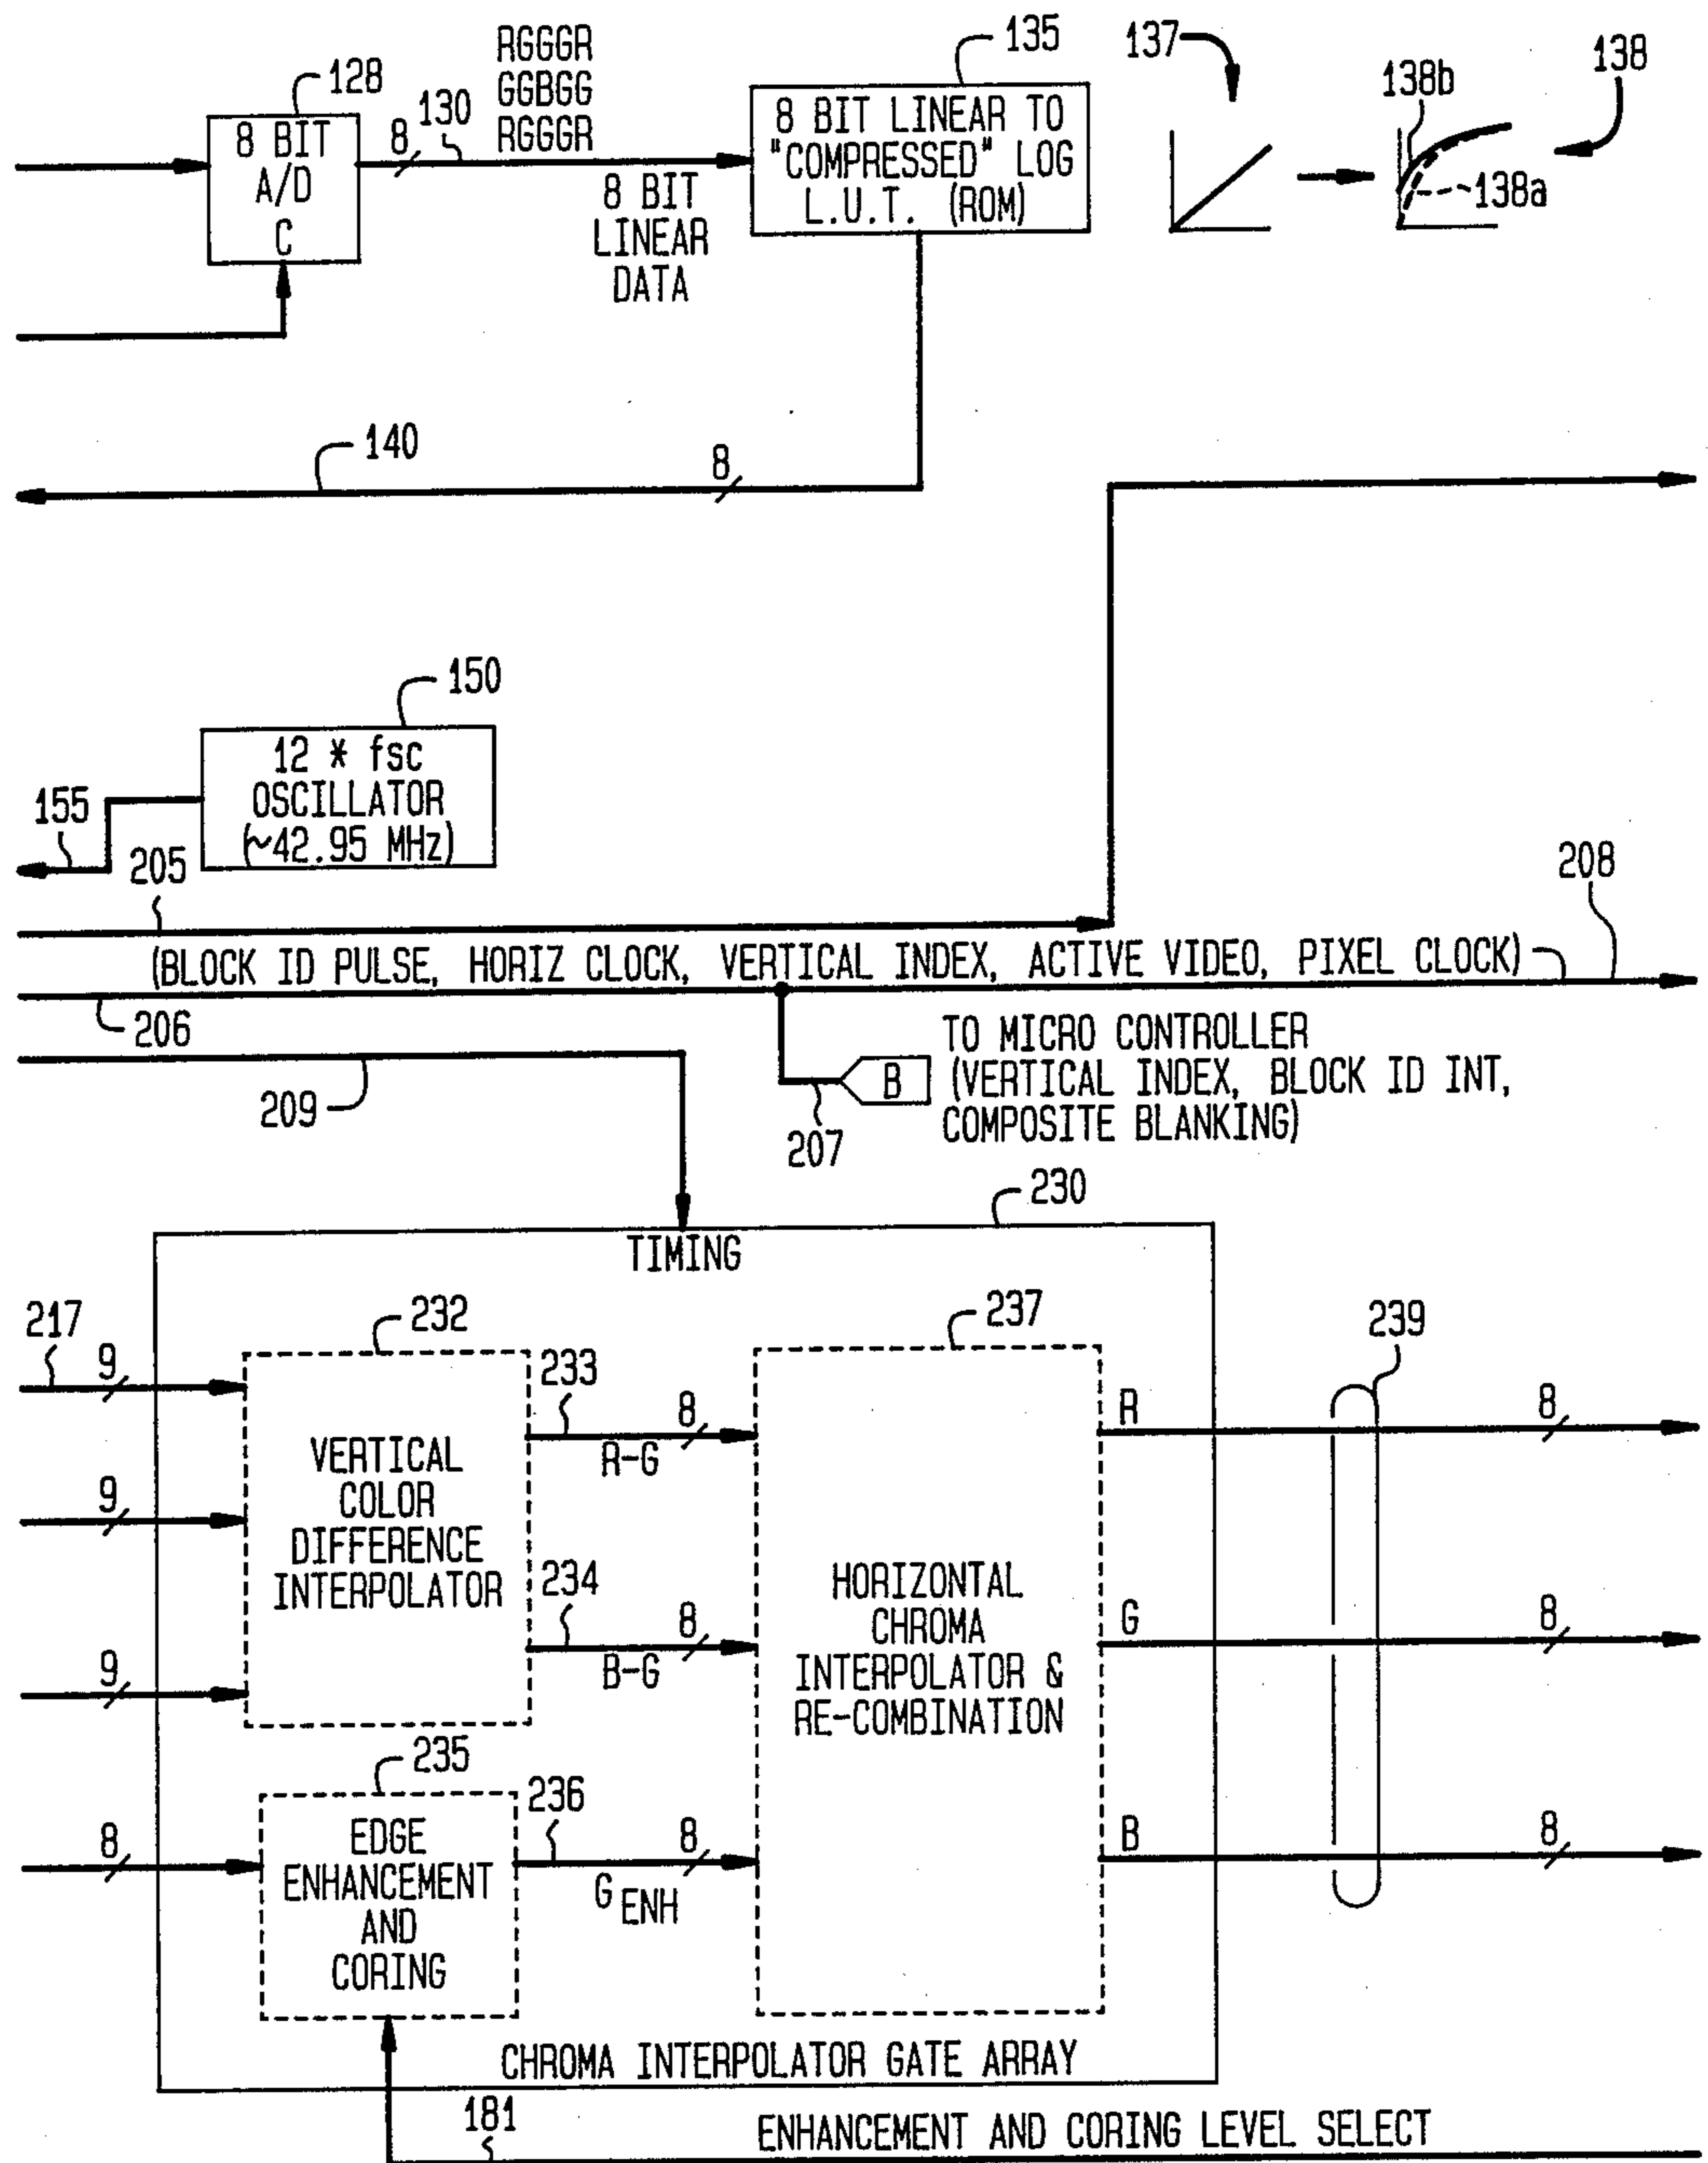 RGGGR
GGBGG
RGGGR
128
8 BIT
A/D
C
8
130
8 BIT
LINEAR
DATA
135
8 BIT LINEAR TO
"COMPRESSED" LOG
L.U.T. (ROM)
137
138b
138
138a
140
8
150
12 * fsc
OSCILLATOR
(~42.95 MHz)
155
205
208
(BLOCK ID PULSE, HORIZ CLOCK, VERTICAL INDEX, ACTIVE VIDEO, PIXEL CLOCK)
206
209
207
B
TO MICRO CONTROLLER
(VERTICAL INDEX, BLOCK ID INT,
COMPOSITE BLANKING)
230
TIMING
217
9
9
9
8
232
VERTICAL
COLOR
DIFFERENCE
INTERPOLATOR
233
8
R-G
234
8
B-G
235
EDGE
ENHANCEMENT
AND
CORING
236
8
G ENH
237
HORIZONTAL
CHROMA
INTERPOLATOR &
RE-COMBINATION
239
R
8
G
8
B
8
CHROMA INTERPOLATOR GATE ARRAY
181
ENHANCEMENT AND CORING LEVEL SELECT